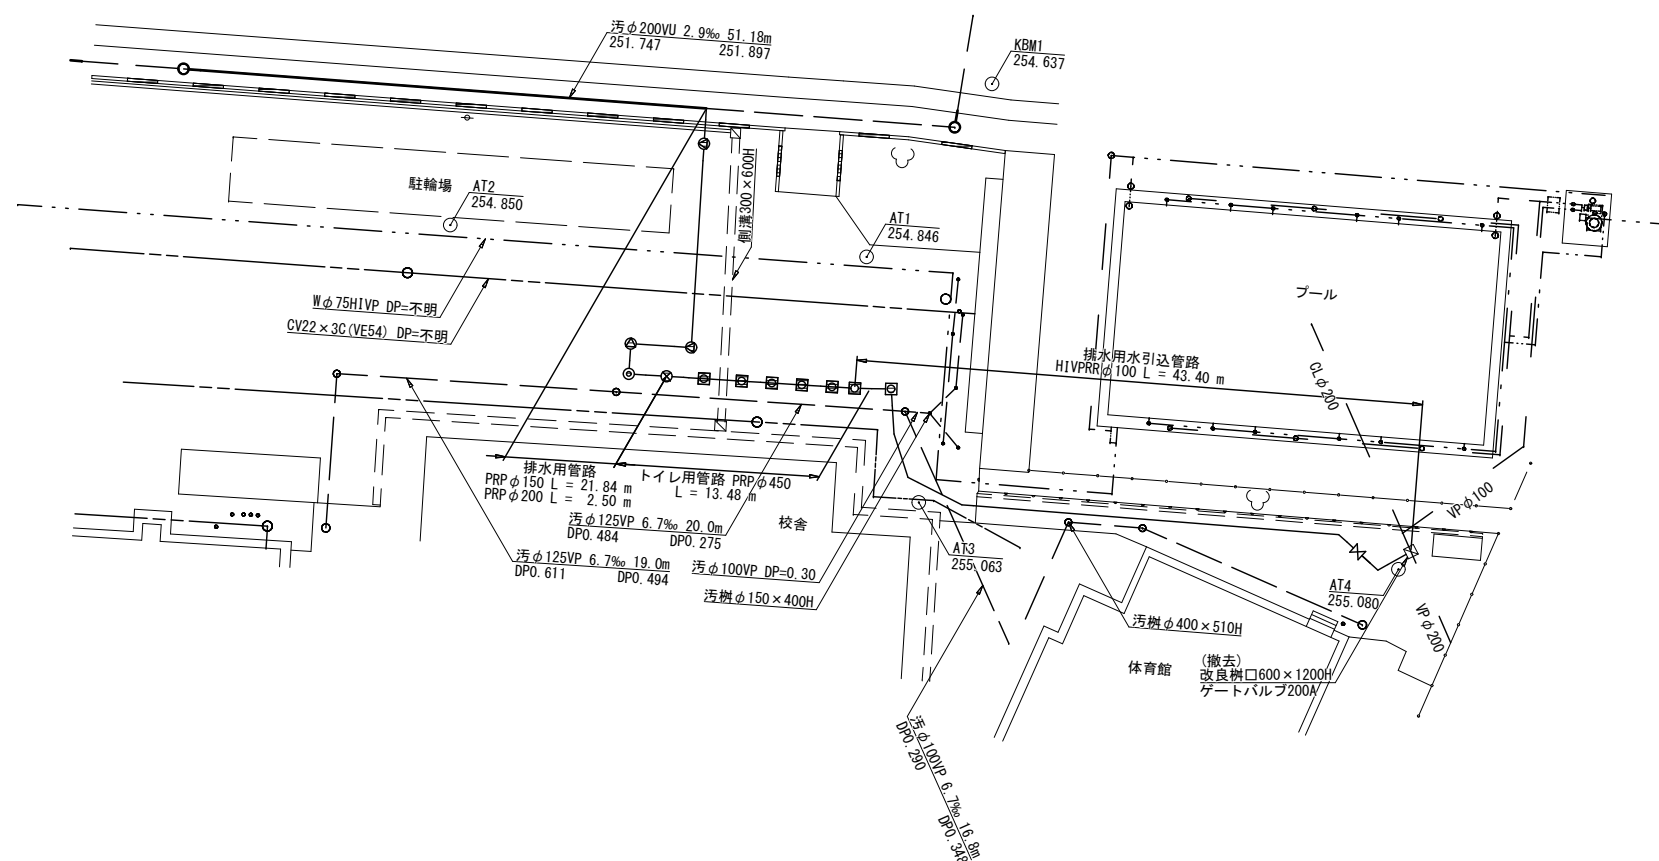 汚φ200VU 2.9‰ 51.18m
251.747 251.897
KBM1
254.637
駐輪場
AT2
254.850
側溝300×600H
AT1
254.846
Wφ75HIVP DP=不明
CV22×3C(VE54) DP=不明
プール
排水用水引込管路
HIVPRRφ100 L = 43.40 m
CLφ200
排水用管路
PRPφ150 L = 21.84 m
PRPφ200 L = 2.50 m
トイレ用管路 PRPφ450
L = 13.48 m
汚φ125VP 6.7‰ 20.0m
DP0.484 DP0.275
校舎
汚φ125VP 6.7‰ 19.0m
DP0.611 DP0.494
汚φ100VP DP=0.30
汚桝φ150×400H
AT3
255.063
VPφ100
AT4
255.080
VPφ200
汚桝φ400×510H
体育館
(撤去)
改良桝口600×1200H
ゲートバルブ200A
汚φ100VP 6.7‰ 16.8m
DP0.290 DP0.348